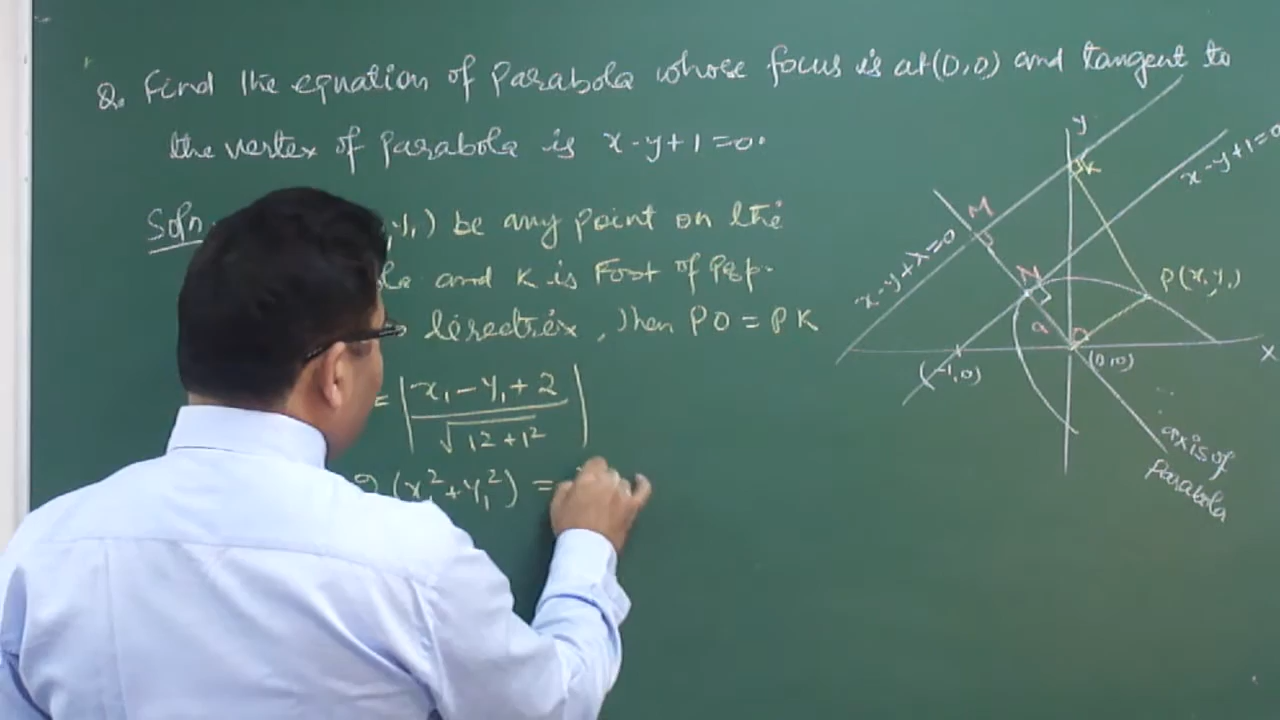 Q. Find the equation of parabola whose focus is at (0,0) and tangent to
the vertex of parabola is x-y+1=0.
Soln
y₁) be any point on the
and K is Foot of Perp.
, then PO = PK
= |x₁-y₁+2 / √1²+1²|
(x₁²+y₁²) =
y
K
x-y+1=0
M
x-y+λ=0
N
P(x₁,y₁)
a
O
x
(-1,0)
(0,0)
axis of
Parabola